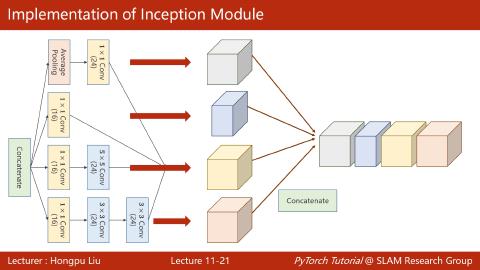 Implementation of Inception Module
Average
Pooling
1 × 1 Conv
(24)
1 × 1 Conv
(16)
Concatenate
1 × 1 Conv
(16)
5 × 5 Conv
(24)
1 × 1 Conv
(16)
3 × 3 Conv
(24)
3 × 3 Conv
(24)
Concatenate
Lecturer : Hongpu Liu
Lecture 11-21
PyTorch Tutorial @ SLAM Research Group